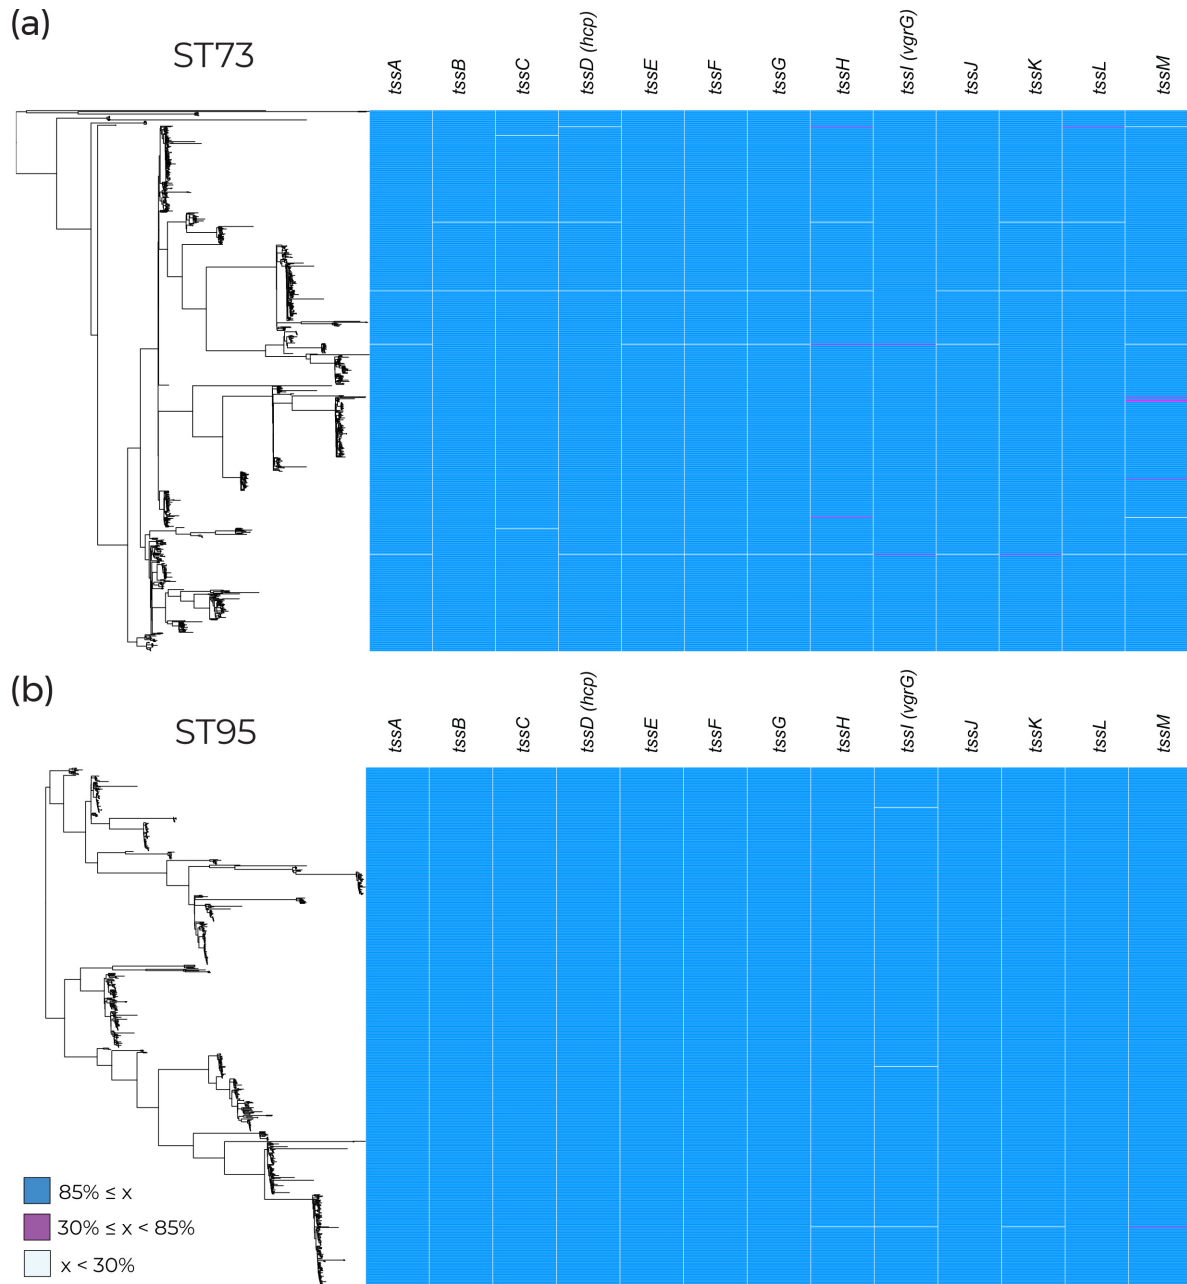 (a)
ST73
tssA
tssB
tssC
tssD (hcp)
tssE
tssF
tssG
tssH
tssI (vgrG)
tssJ
tssK
tssL
tssM
(b)
ST95
tssA
tssB
tssC
tssD (hcp)
tssE
tssF
tssG
tssH
tssI (vgrG)
tssJ
tssK
tssL
tssM
85% ≤ x
30% ≤ x < 85%
x < 30%